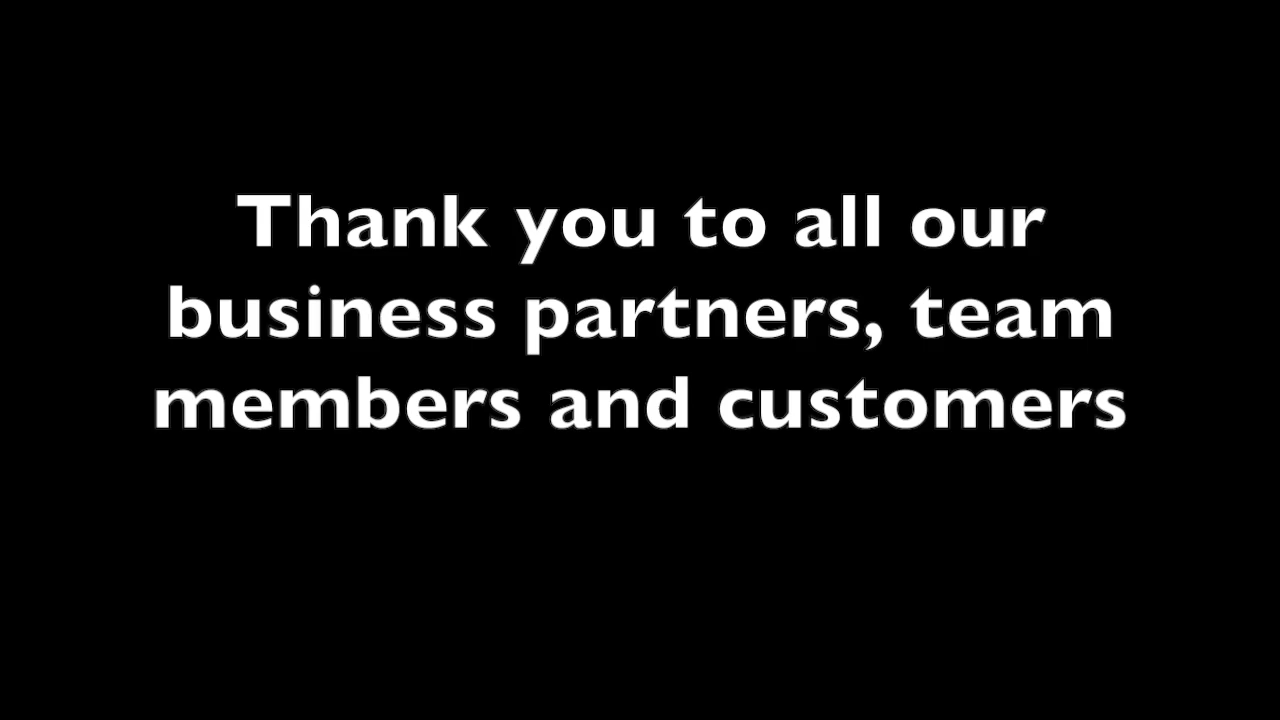 Thank you to all our
business partners, team
members and customers